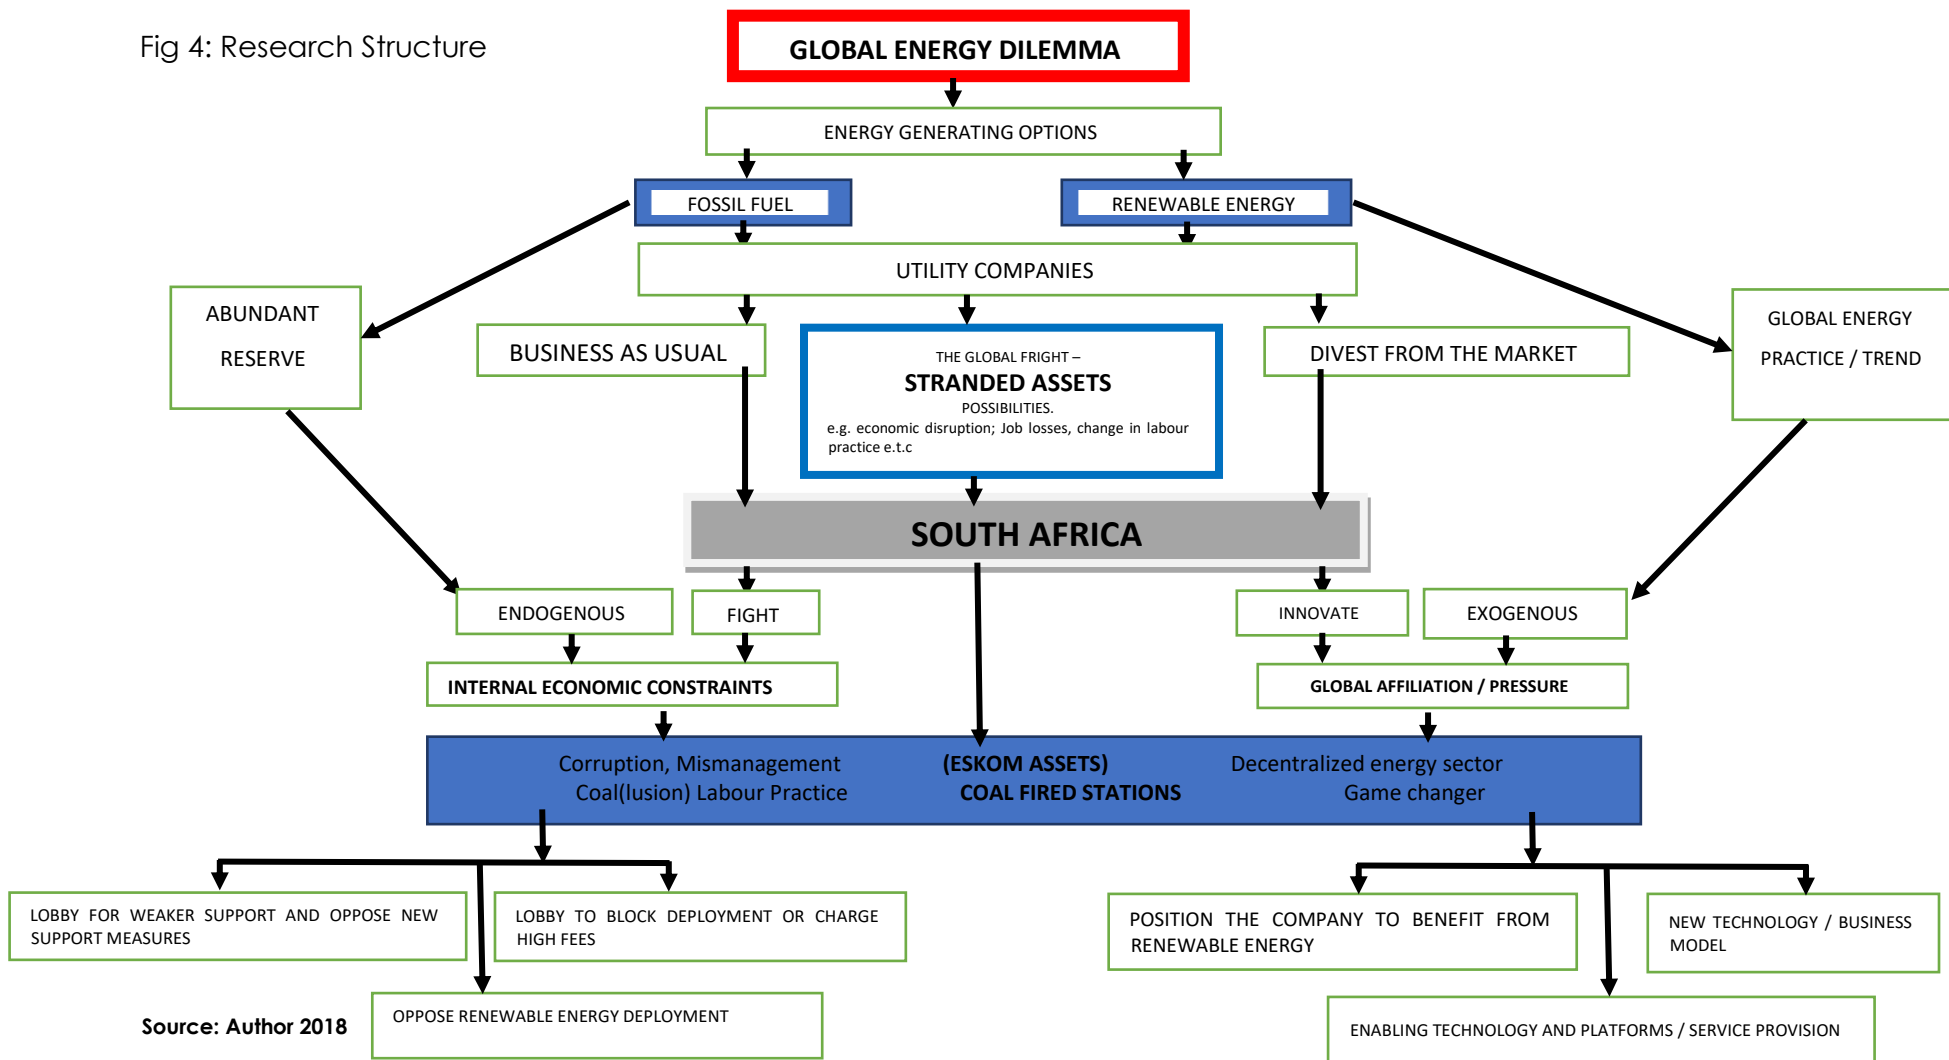 Fig 4: Research Structure
GLOBAL ENERGY DILEMMA
ENERGY GENERATING OPTIONS
FOSSIL FUEL
RENEWABLE ENERGY
UTILITY COMPANIES
ABUNDANT
RESERVE
BUSINESS AS USUAL
THE GLOBAL FRIGHT –
STRANDED ASSETS
POSSIBILITIES.
e.g. economic disruption; Job losses, change in labour
practice e.t.c
DIVEST FROM THE MARKET
GLOBAL ENERGY
PRACTICE / TREND
SOUTH AFRICA
ENDOGENOUS
FIGHT
INNOVATE
EXOGENOUS
INTERNAL ECONOMIC CONSTRAINTS
GLOBAL AFFILIATION / PRESSURE
Corruption, Mismanagement (ESKOM ASSETS) Decentralized energy sector
Coal(lusion) Labour Practice COAL FIRED STATIONS Game changer
LOBBY FOR WEAKER SUPPORT AND OPPOSE NEW
SUPPORT MEASURES
LOBBY TO BLOCK DEPLOYMENT OR CHARGE
HIGH FEES
POSITION THE COMPANY TO BENEFIT FROM
RENEWABLE ENERGY
NEW TECHNOLOGY / BUSINESS
MODEL
OPPOSE RENEWABLE ENERGY DEPLOYMENT
ENABLING TECHNOLOGY AND PLATFORMS / SERVICE PROVISION
Source: Author 2018